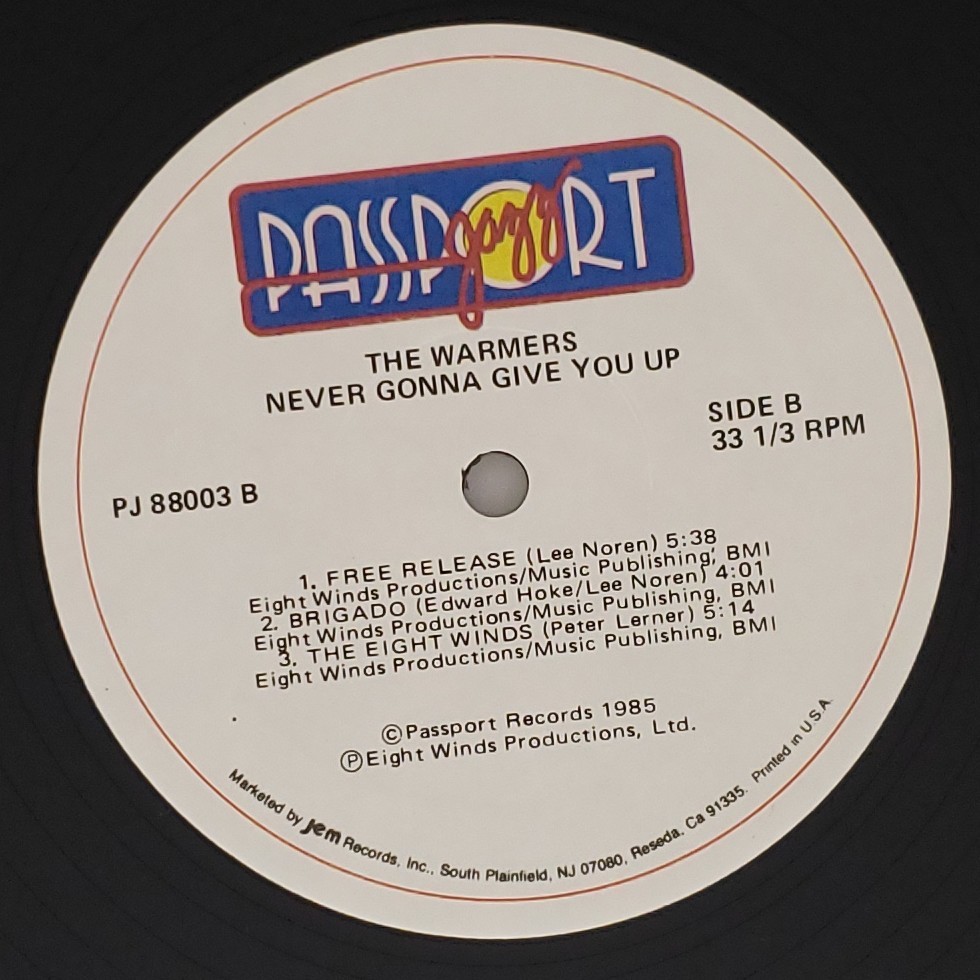 PASSPORT
jazz
THE WARMERS
NEVER GONNA GIVE YOU UP
SIDE B
33 1/3 RPM
PJ 88003 B
1. FREE RELEASE (Lee Noren) 5:38
Eight Winds Productions/Music Publishing, BMI
2. BRIGADO (Edward Hoke/Lee Noren) 4:01
Eight Winds Productions/Music Publishing, BMI
3. THE EIGHT WINDS (Peter Lerner) 5:14
Eight Winds Productions/Music Publishing, BMI
©Passport Records 1985
℗Eight Winds Productions, Ltd.
Marketed by Jem Records, Inc., South Plainfield, NJ 07080, Reseda, Ca 91335. Printed in U.S.A.